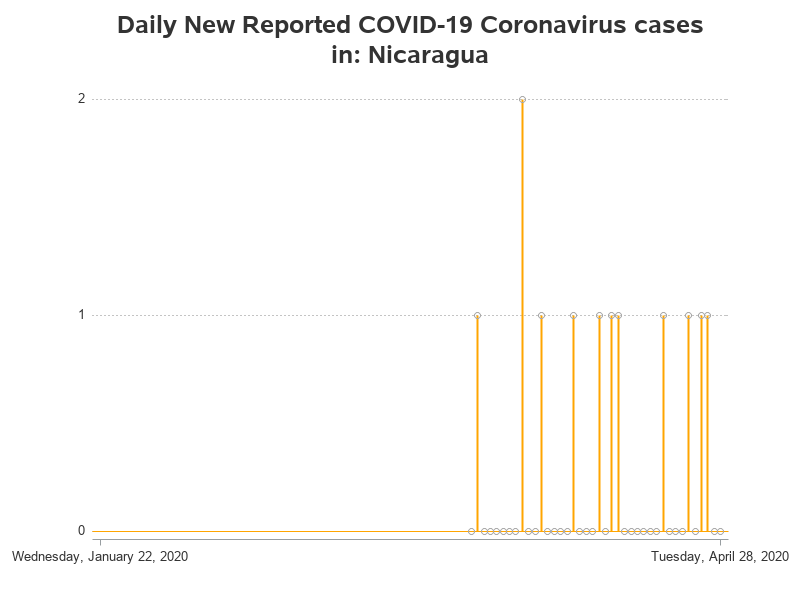 Daily New Reported COVID-19 Coronavirus cases
in: Nicaragua
2
1
0
Wednesday, January 22, 2020 Tuesday, April 28, 2020